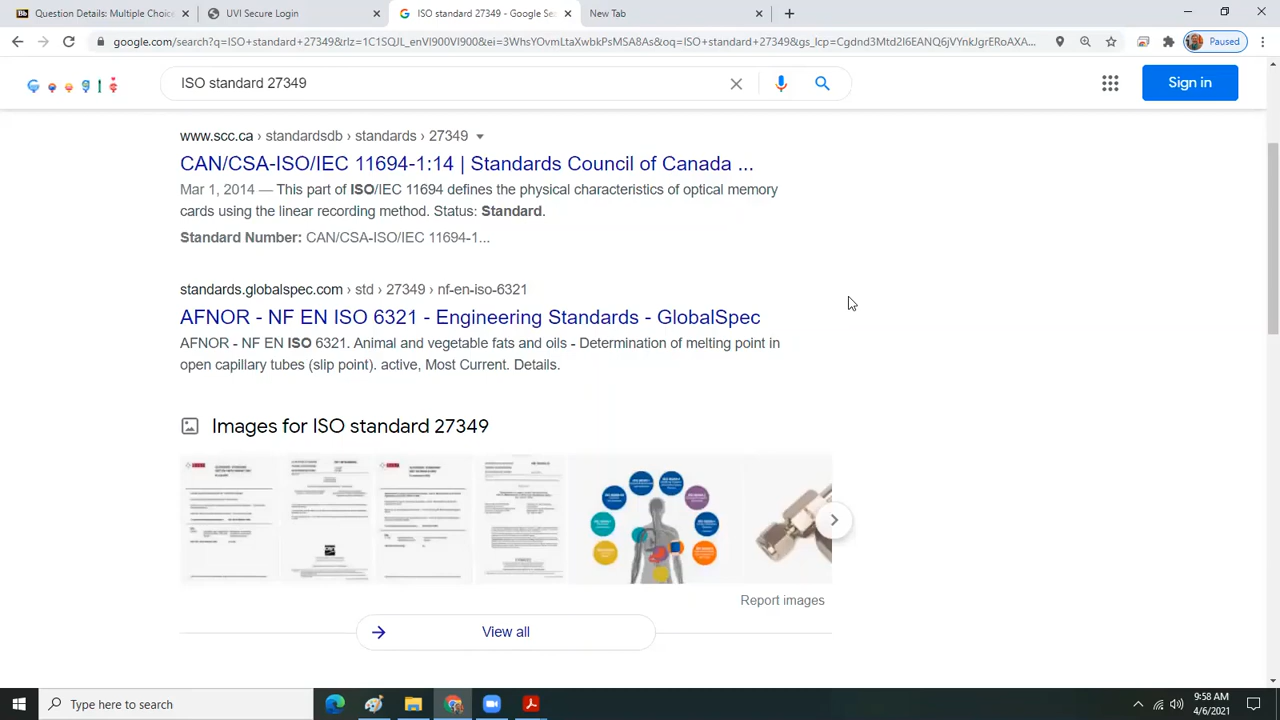 Question Details: Multiple Choic
UVI Secure Login
ISO standard 27349 - Google Sea
New Tab
google.com/search?q=ISO+standard+27349&rlz=1C1SQJL_enVI900VI900&ei=3WhsYOvmLtaXwbkPsMSA8As&oq=ISO+standard+27349&gs_lcp=Cgdnd3Mtd2l6EANQ6jVYnkJgrERoAXA...
Paused
ISO standard 27349
Sign in
www.scc.ca › standardsdb › standards › 27349
CAN/CSA-ISO/IEC 11694-1:14 | Standards Council of Canada ...
Mar 1, 2014 — This part of ISO/IEC 11694 defines the physical characteristics of optical memory
cards using the linear recording method. Status: Standard.
Standard Number: CAN/CSA-ISO/IEC 11694-1...
standards.globalspec.com › std › 27349 › nf-en-iso-6321
AFNOR - NF EN ISO 6321 - Engineering Standards - GlobalSpec
AFNOR - NF EN ISO 6321. Animal and vegetable fats and oils - Determination of melting point in
open capillary tubes (slip point). active, Most Current. Details.
Images for ISO standard 27349
Report images
View all
Type here to search
9:58 AM
4/6/2021